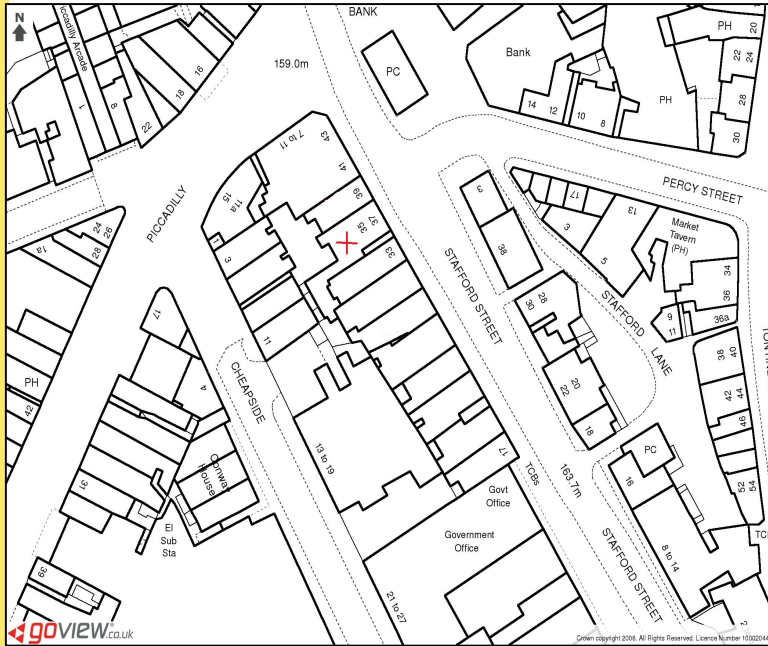 N
BANK
iccadilly Arcade
PH
20
22
24
16
159.0m
PC
Bank
1
8
18
14
12
10
8
PH
28
22
30
7 to 11
43
41
PERCY STREET
39
3
17
15
11a
37
35
13
Market
Tavern
(PH)
PICCADILLY
24
26
28
1a
1
3
33
38
3
5
34
STAFFORD STREET
STAFFORD
LANE
36
36a
28
30
9
11
17
11
38
40
PH
42
CHEAPSIDE
4
20
22
42
44
46
18
Conway
House
13 to 19
17
TCBs
163.7m
PC
16
52
54
31
Govt
Office
El
Sub
Sta
Government
Office
8 to 14
STAFFORD STREET
39
21 to 27
2
goview.co.uk
Crown copyright 2008. All Rights Reserved. Licence Number 10002044